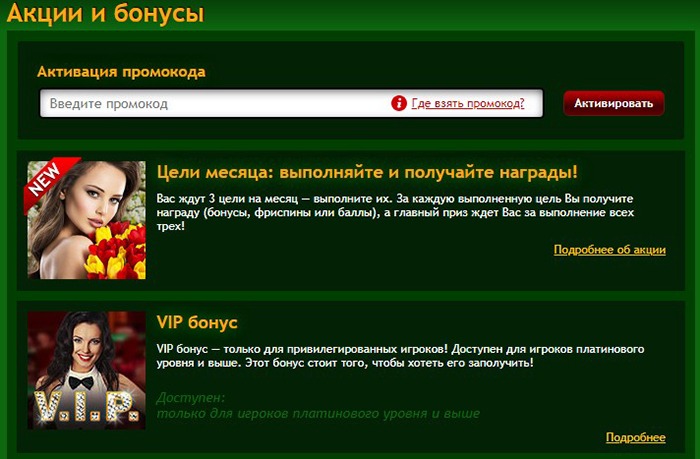 Акции и бонусы
Активация промокода
Введите промокод
i Где взять промокод?
Активировать
NEW
Цели месяца: выполняйте и получайте награды!
Вас ждут 3 цели на месяц — выполните их. За каждую выполненную цель Вы получите
награду (бонусы, фриспины или баллы), а главный приз ждет Вас за выполнение всех
трех!
Подробнее об акции
V.I.P.
VIP бонус
VIP бонус — только для привилегированных игроков! Доступен для игроков платинового
уровня и выше. Этот бонус стоит того, чтобы хотеть его заполучить!
Доступен:
только для игроков платинового уровня и выше
Подробнее